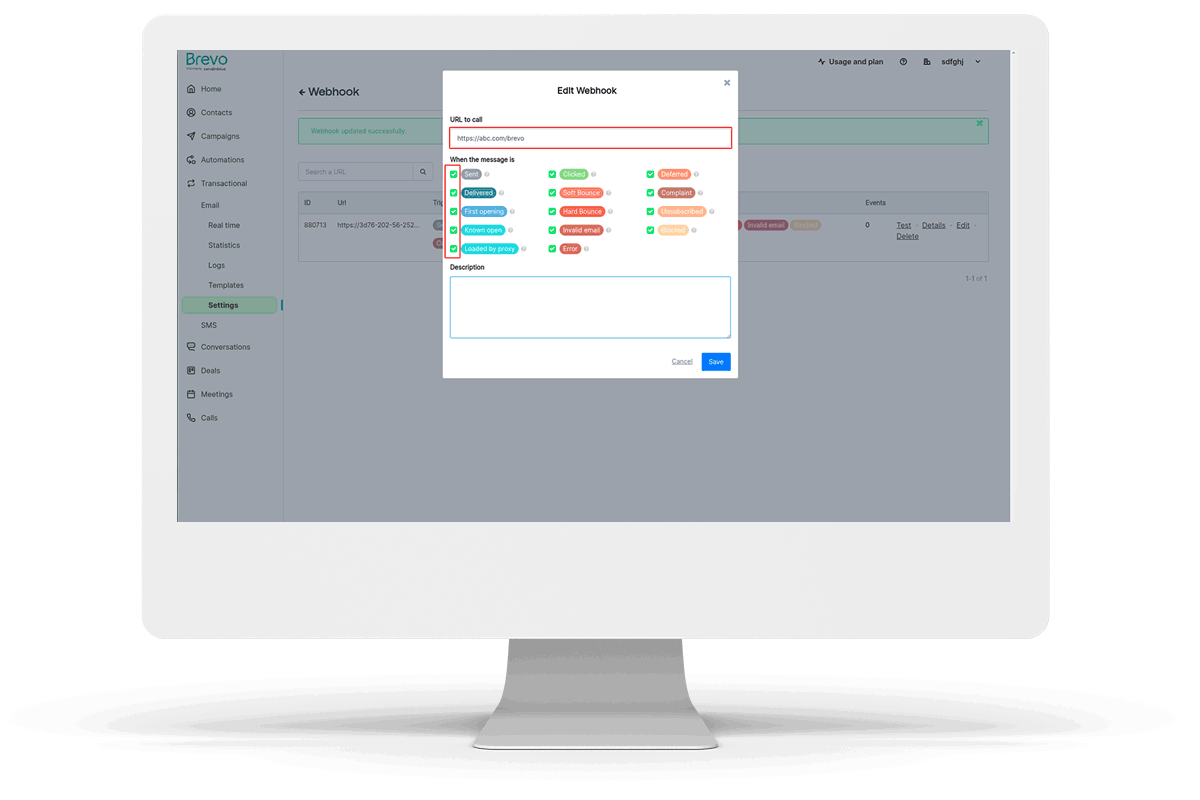 Brevo
Usage and plan
sdfghj
Home
Contacts
Campaigns
Automations
Transactional
Email
Real time
Statistics
Logs
Templates
Settings
SMS
Conversations
Deals
Meetings
Calls
Webhook
Webhook updated successfully.
Search a URL
ID Url Events
880713 https://3d76-202-56-252... Invalid email Blocked 0 Test - Details - Edit -
Delete
1-1 of 1
Edit Webhook
URL to call
https://abc.com/brevo
When the message is
Sent Clicked Deferred
Delivered Soft Bounce Complaint
First opening Hard Bounce Unsubscribed
Known open Invalid email Blocked
Loaded by proxy Error
Description
Cancel Save